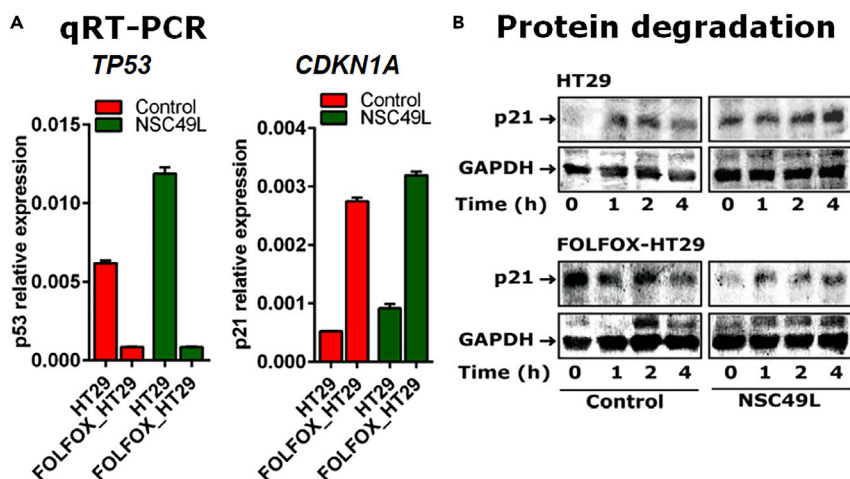 A qRT-PCR
TP53
Control
NSC49L
p53 relative expression
0.015
0.010
0.005
0.000
HT29
FOLFOX_HT29
HT29
FOLFOX_HT29
CDKN1A
Control
NSC49L
p21 relative expression
0.004
0.003
0.002
0.001
0.000
HT29
FOLFOX_HT29
HT29
FOLFOX_HT29
B Protein degradation
HT29
p21→
GAPDH→
Time (h) 0 1 2 4 0 1 2 4
FOLFOX-HT29
p21→
GAPDH→
Time (h) 0 1 2 4 0 1 2 4
Control NSC49L